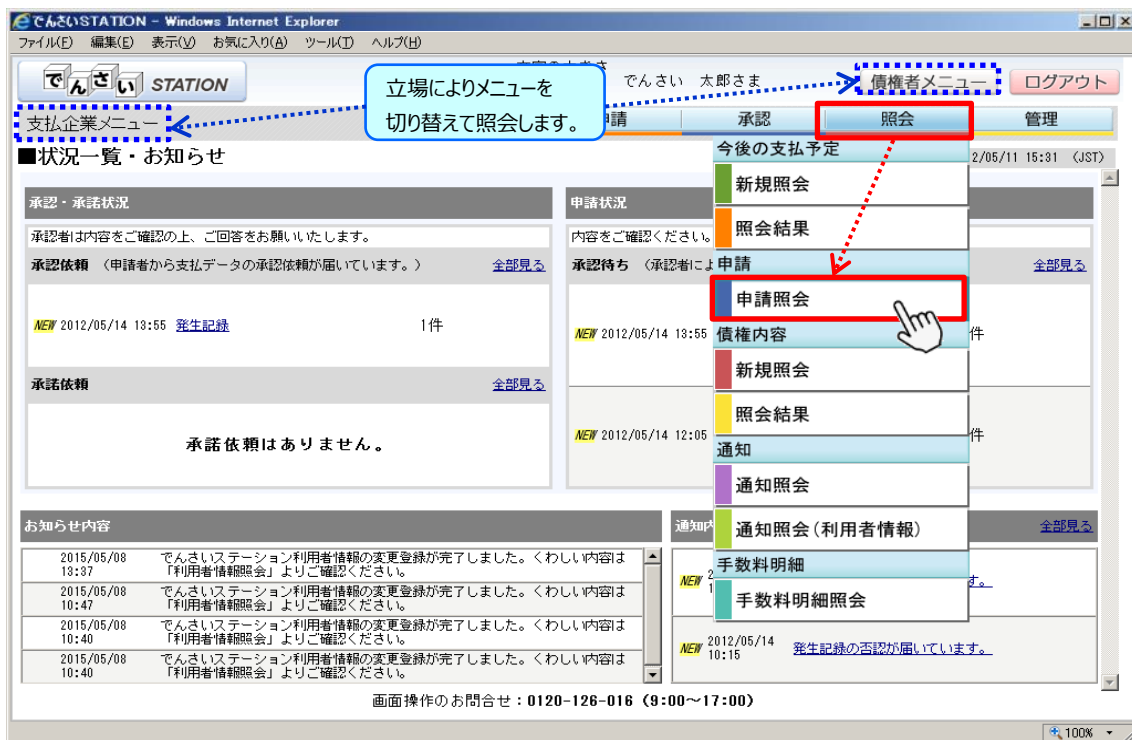 でんさいSTATION - Windows Internet Explorer
ファイル(F) 編集(E) 表示(V) お気に入り(A) ツール(T) ヘルプ(H)
でんさい STATION
でんさい 太郎さま
債権者メニュー
ログアウト
立場によりメニューを
切り替えて照会します。
支払企業メニュー
申請 承認 照会 管理
■状況一覧・お知らせ
2/05/11 15:31 (JST)
今後の支払予定
新規照会
照会結果
申請
申請照会
債権内容
新規照会
照会結果
通知
通知照会
通知照会(利用者情報)
手数料明細
手数料明細照会
承認・承諾状況
承認者は内容をご確認の上、ご回答をお願いいたします。
承認依頼 (申請者から支払データの承認依頼が届いています。) 全部見る
NEW 2012/05/14 13:55 発生記録 1件
承諾依頼 全部見る
承諾依頼はありません。
申請状況
内容をご確認ください。
承認待ち (承認者によ 全部見る
NEW 2012/05/14 13:55 件
NEW 2012/05/14 12:05 件
お知らせ内容
2015/05/08 でんさいステーション利用者情報の変更登録が完了しました。くわしい内容は
13:37 「利用者情報照会」よりご確認ください。
2015/05/08 でんさいステーション利用者情報の変更登録が完了しました。くわしい内容は
10:47 「利用者情報照会」よりご確認ください。
2015/05/08 でんさいステーション利用者情報の変更登録が完了しました。くわしい内容は
10:40 「利用者情報照会」よりご確認ください。
2015/05/08 でんさいステーション利用者情報の変更登録が完了しました。くわしい内容は
10:40 「利用者情報照会」よりご確認ください。
通知内 全部見る
NEW 2 す。
1
NEW 2012/05/14 発生記録の否認が届いています。
10:15
画面操作のお問合せ:0120-126-016 (9:00~17:00)
100%